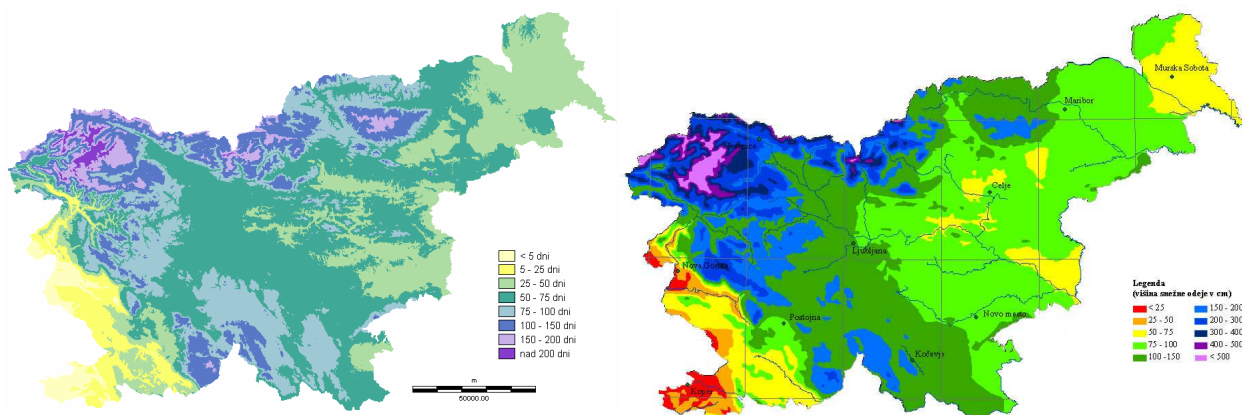 < 5 dni
5 - 25 dni
25 - 50 dni
50 - 75 dni
75 - 100 dni
100 - 150 dni
150 - 200 dni
nad 200 dni
m
50000.00
Murska Sobota
Maribor
Celje
Ljubljana
Nova Gorica
Postojna
Novo mesto
Kočevje
Koper
Legenda
(višina snežne odeje v cm)
< 25
25 - 50
50 - 75
75 - 100
100-150
150 - 200
200 - 300
300 - 400
400 - 500
< 500